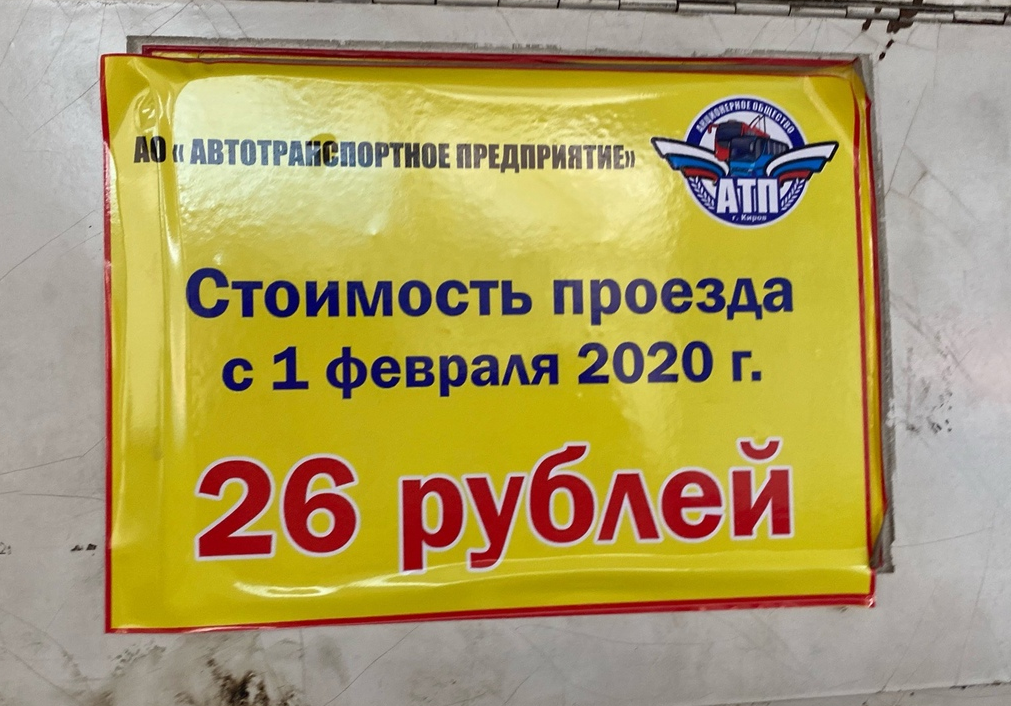 АО « АВТОТРАНСПОРТНОЕ ПРЕДПРИЯТИЕ»
АКЦИОНЕРНОЕ ОБЩЕСТВО
АТП
г. Киров
Стоимость проезда
с 1 февраля 2020 г.
26 рублей